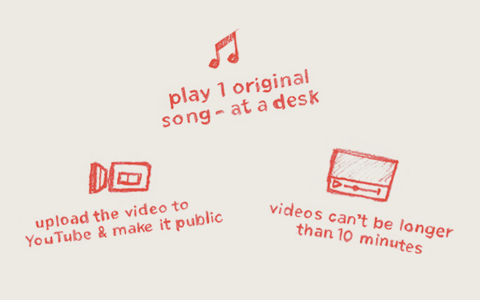 play 1 original
song - at a desk
upload the video to
YouTube & make it public
videos can't be longer
than 10 minutes